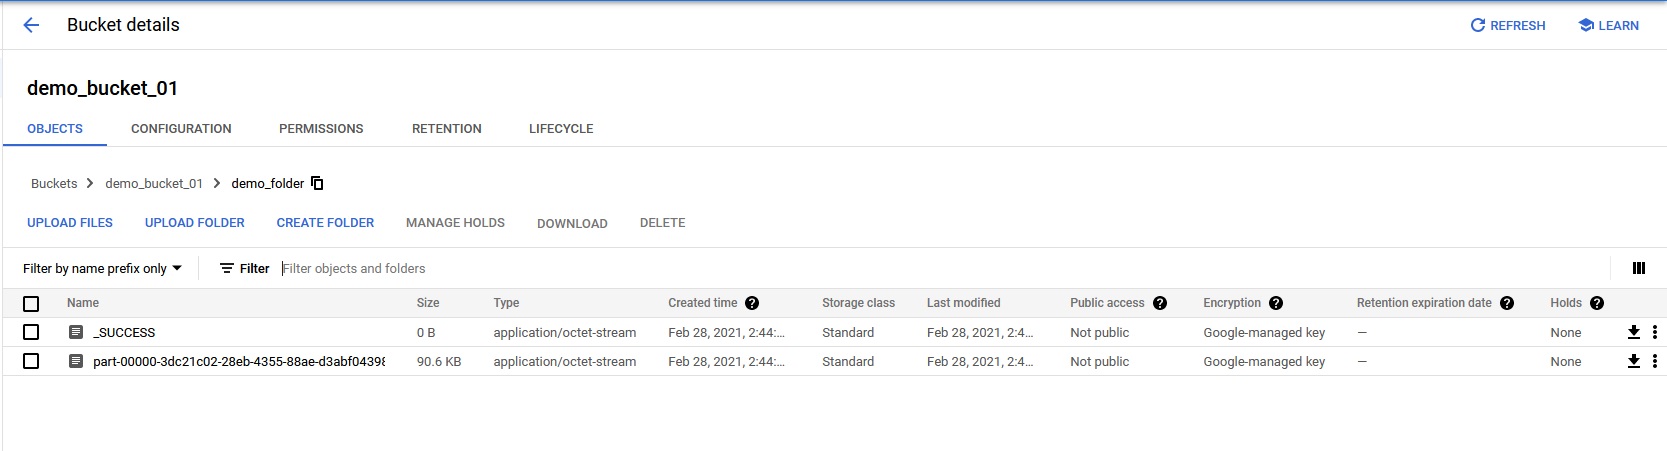 Bucket details REFRESH LEARN
demo_bucket_01
OBJECTS CONFIGURATION PERMISSIONS RETENTION LIFECYCLE
Buckets > demo_bucket_01 > demo_folder
UPLOAD FILES UPLOAD FOLDER CREATE FOLDER MANAGE HOLDS DOWNLOAD DELETE
Filter by name prefix only Filter Filter objects and folders
Name Size Type Created time Storage class Last modified Public access Encryption Retention expiration date Holds
_SUCCESS 0 B application/octet-stream Feb 28, 2021, 2:44:... Standard Feb 28, 2021, 2:4... Not public Google-managed key — None
part-00000-3dc21c02-28eb-4355-88ae-d3abf04398 90.6 KB application/octet-stream Feb 28, 2021, 2:44:... Standard Feb 28, 2021, 2:4... Not public Google-managed key — None